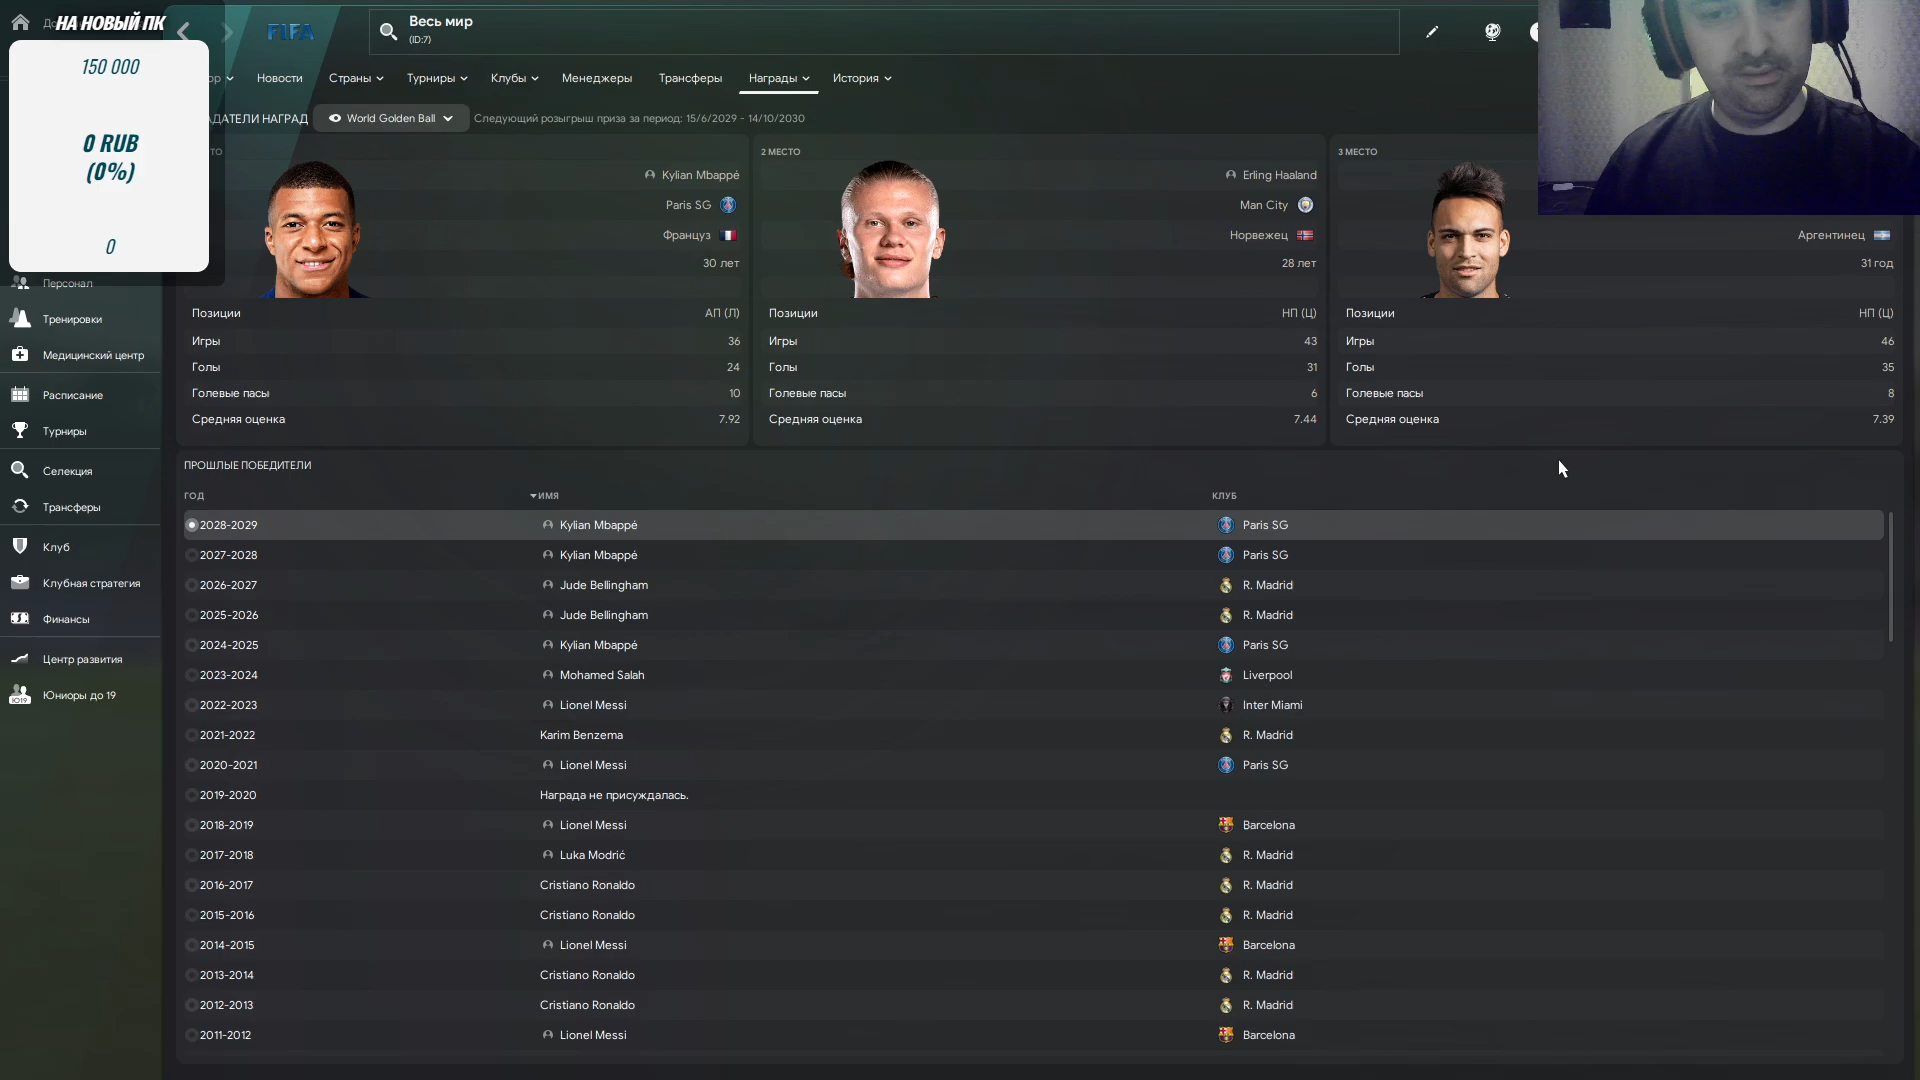 НА НОВЫЙ ПК
150 000
0 RUB
(0%)
0
FIFA
Весь мир
(ID:7)
Новости
Страны
Турниры
Клубы
Менеджеры
Трансферы
Награды
История
World Golden Ball
Следующий розыгрыш приза за период: 15/6/2029 - 14/10/2030
Kylian Mbappé
Paris SG
Француз
30 лет
Позиции АП (Л)
Игры 36
Голы 24
Голевые пасы 10
Средняя оценка 7.92
2 МЕСТО
Erling Haaland
Man City
Норвежец
28 лет
Позиции НП (Ц)
Игры 43
Голы 31
Голевые пасы 6
Средняя оценка 7.44
3 МЕСТО
Аргентинец
31 год
Позиции НП (Ц)
Игры 46
Голы 35
Голевые пасы 8
Средняя оценка 7.39
Персонал
Тренировки
Медицинский центр
Расписание
Турниры
Селекция
Трансферы
Клуб
Клубная стратегия
Финансы
Центр развития
Ю19 Юниоры до 19
ПРОШЛЫЕ ПОБЕДИТЕЛИ
ГОД ИМЯ КЛУБ
2028-2029 Kylian Mbappé Paris SG
2027-2028 Kylian Mbappé Paris SG
2026-2027 Jude Bellingham R. Madrid
2025-2026 Jude Bellingham R. Madrid
2024-2025 Kylian Mbappé Paris SG
2023-2024 Mohamed Salah Liverpool
2022-2023 Lionel Messi Inter Miami
2021-2022 Karim Benzema R. Madrid
2020-2021 Lionel Messi Paris SG
2019-2020 Награда не присуждалась.
2018-2019 Lionel Messi Barcelona
2017-2018 Luka Modrić R. Madrid
2016-2017 Cristiano Ronaldo R. Madrid
2015-2016 Cristiano Ronaldo R. Madrid
2014-2015 Lionel Messi Barcelona
2013-2014 Cristiano Ronaldo R. Madrid
2012-2013 Cristiano Ronaldo R. Madrid
2011-2012 Lionel Messi Barcelona